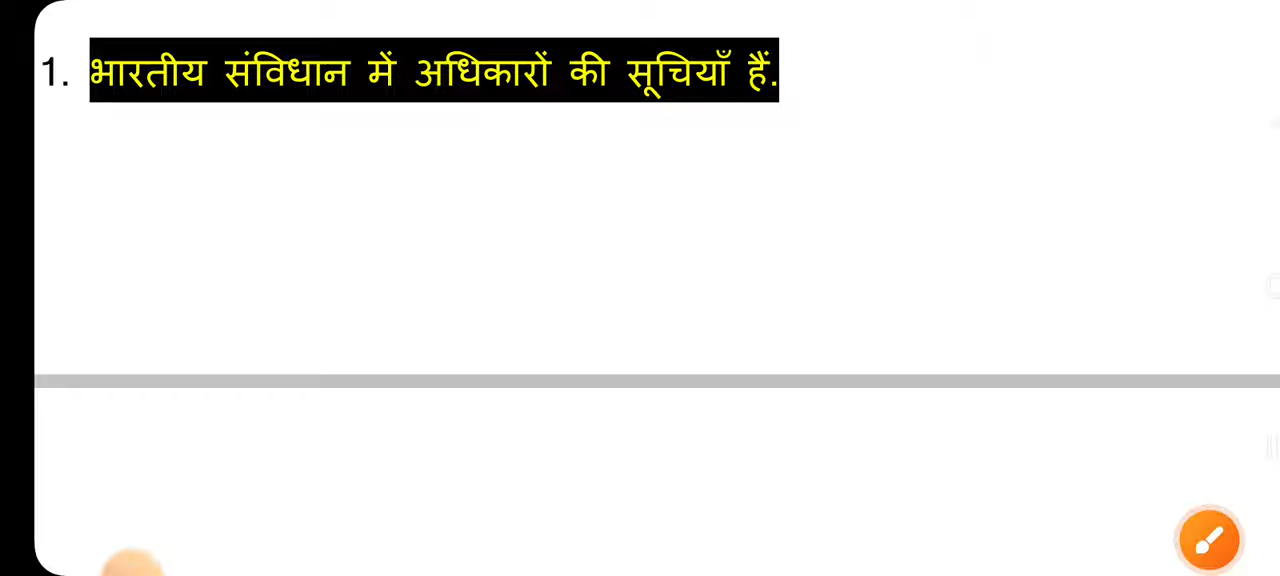 1. भारतीय संविधान में अधिकारों की सूचियाँ हैं.